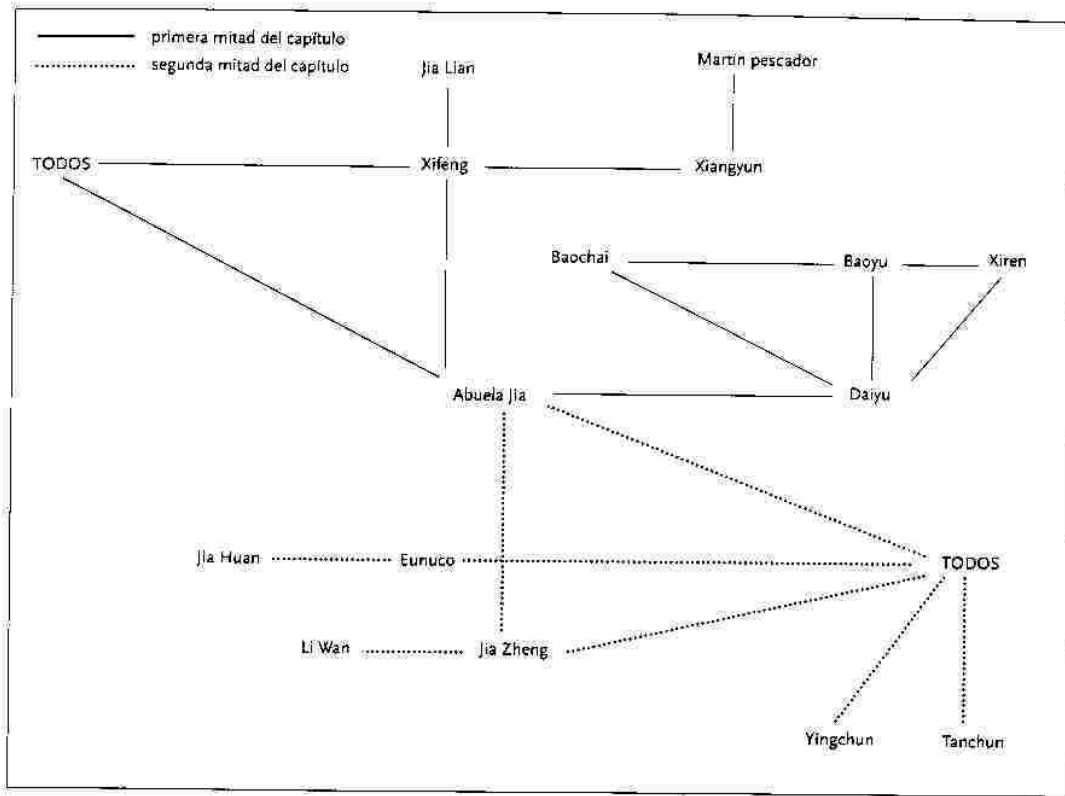 primera mitad del capítulo
segunda mitad del capítulo
Jia Lian
Martín pescador
TODOS
Xifeng
Xiangyun
Baochai
Baoyu
Xiren
Abuela Jia
Daiyu
Jia Huan
Eunuco
TODOS
Li Wan
Jia Zheng
Yingchun
Tanchun